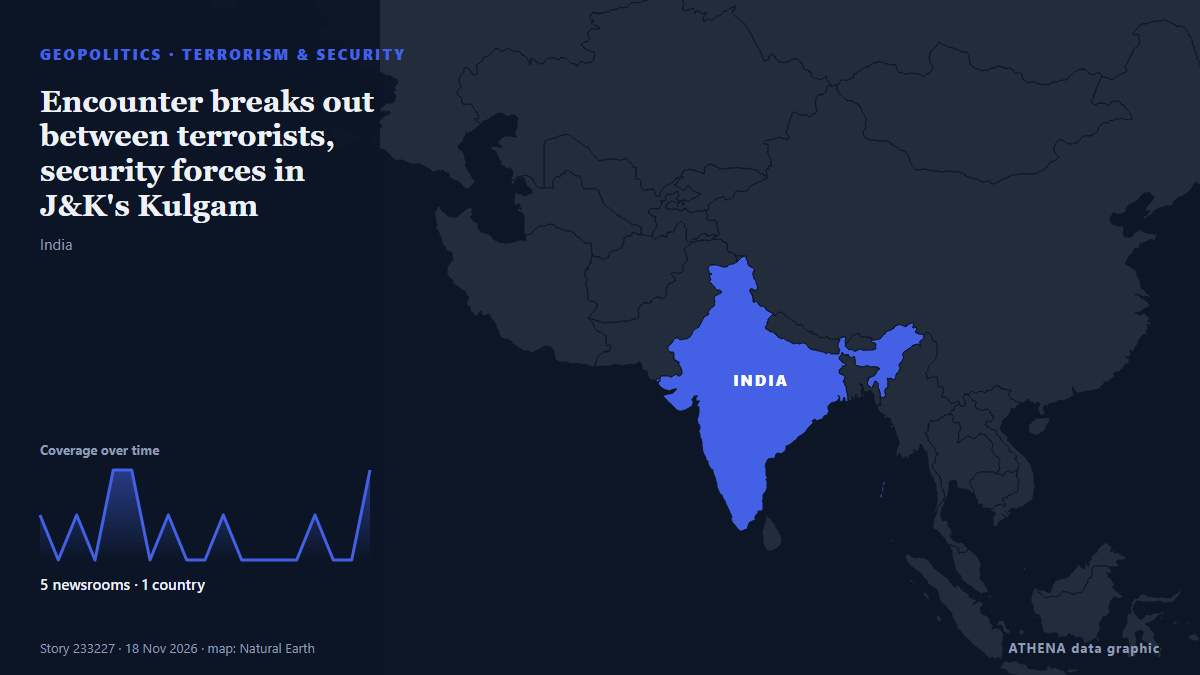 GEOPOLITICS · TERRORISM & SECURITY
Encounter breaks out
between terrorists,
security forces in
J&K's Kulgam
India
INDIA
Coverage over time
5 newsrooms · 1 country
Story 233227 · 18 Nov 2026 · map: Natural Earth
ATHENA data graphic